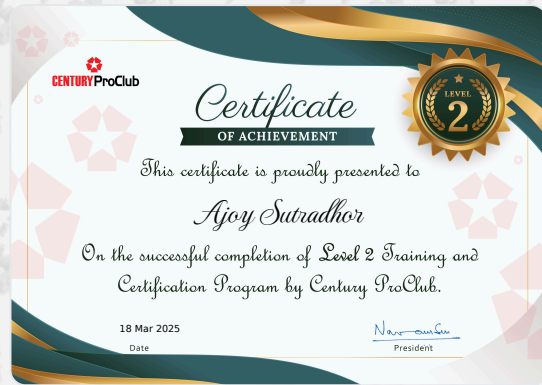 CENTURY ProClub
LEVEL
2
Certificate
OF ACHIEVEMENT
This certificate is proudly presented to
Ajoy Sutradhor
On the successful completion of Level 2 Training and
Certification Program by Century ProClub.
18 Mar 2025
Date
President